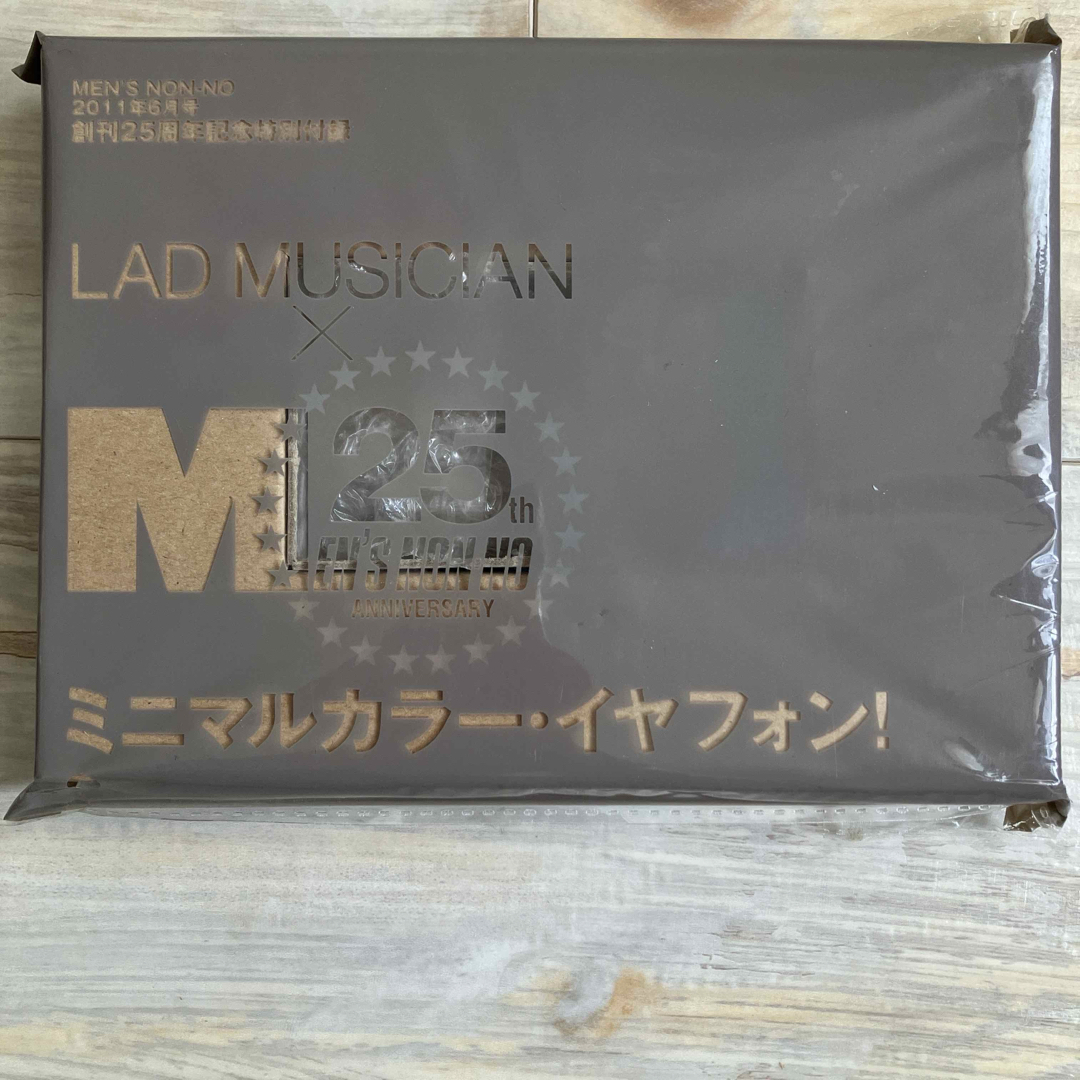 MEN'S NON-NO
2011年6月号
創刊25周年記念特別付録
LAD MUSICIAN
×
M
25th
EN'S NON NO
ANNIVERSARY
ミニマルカラー・イヤフォン!